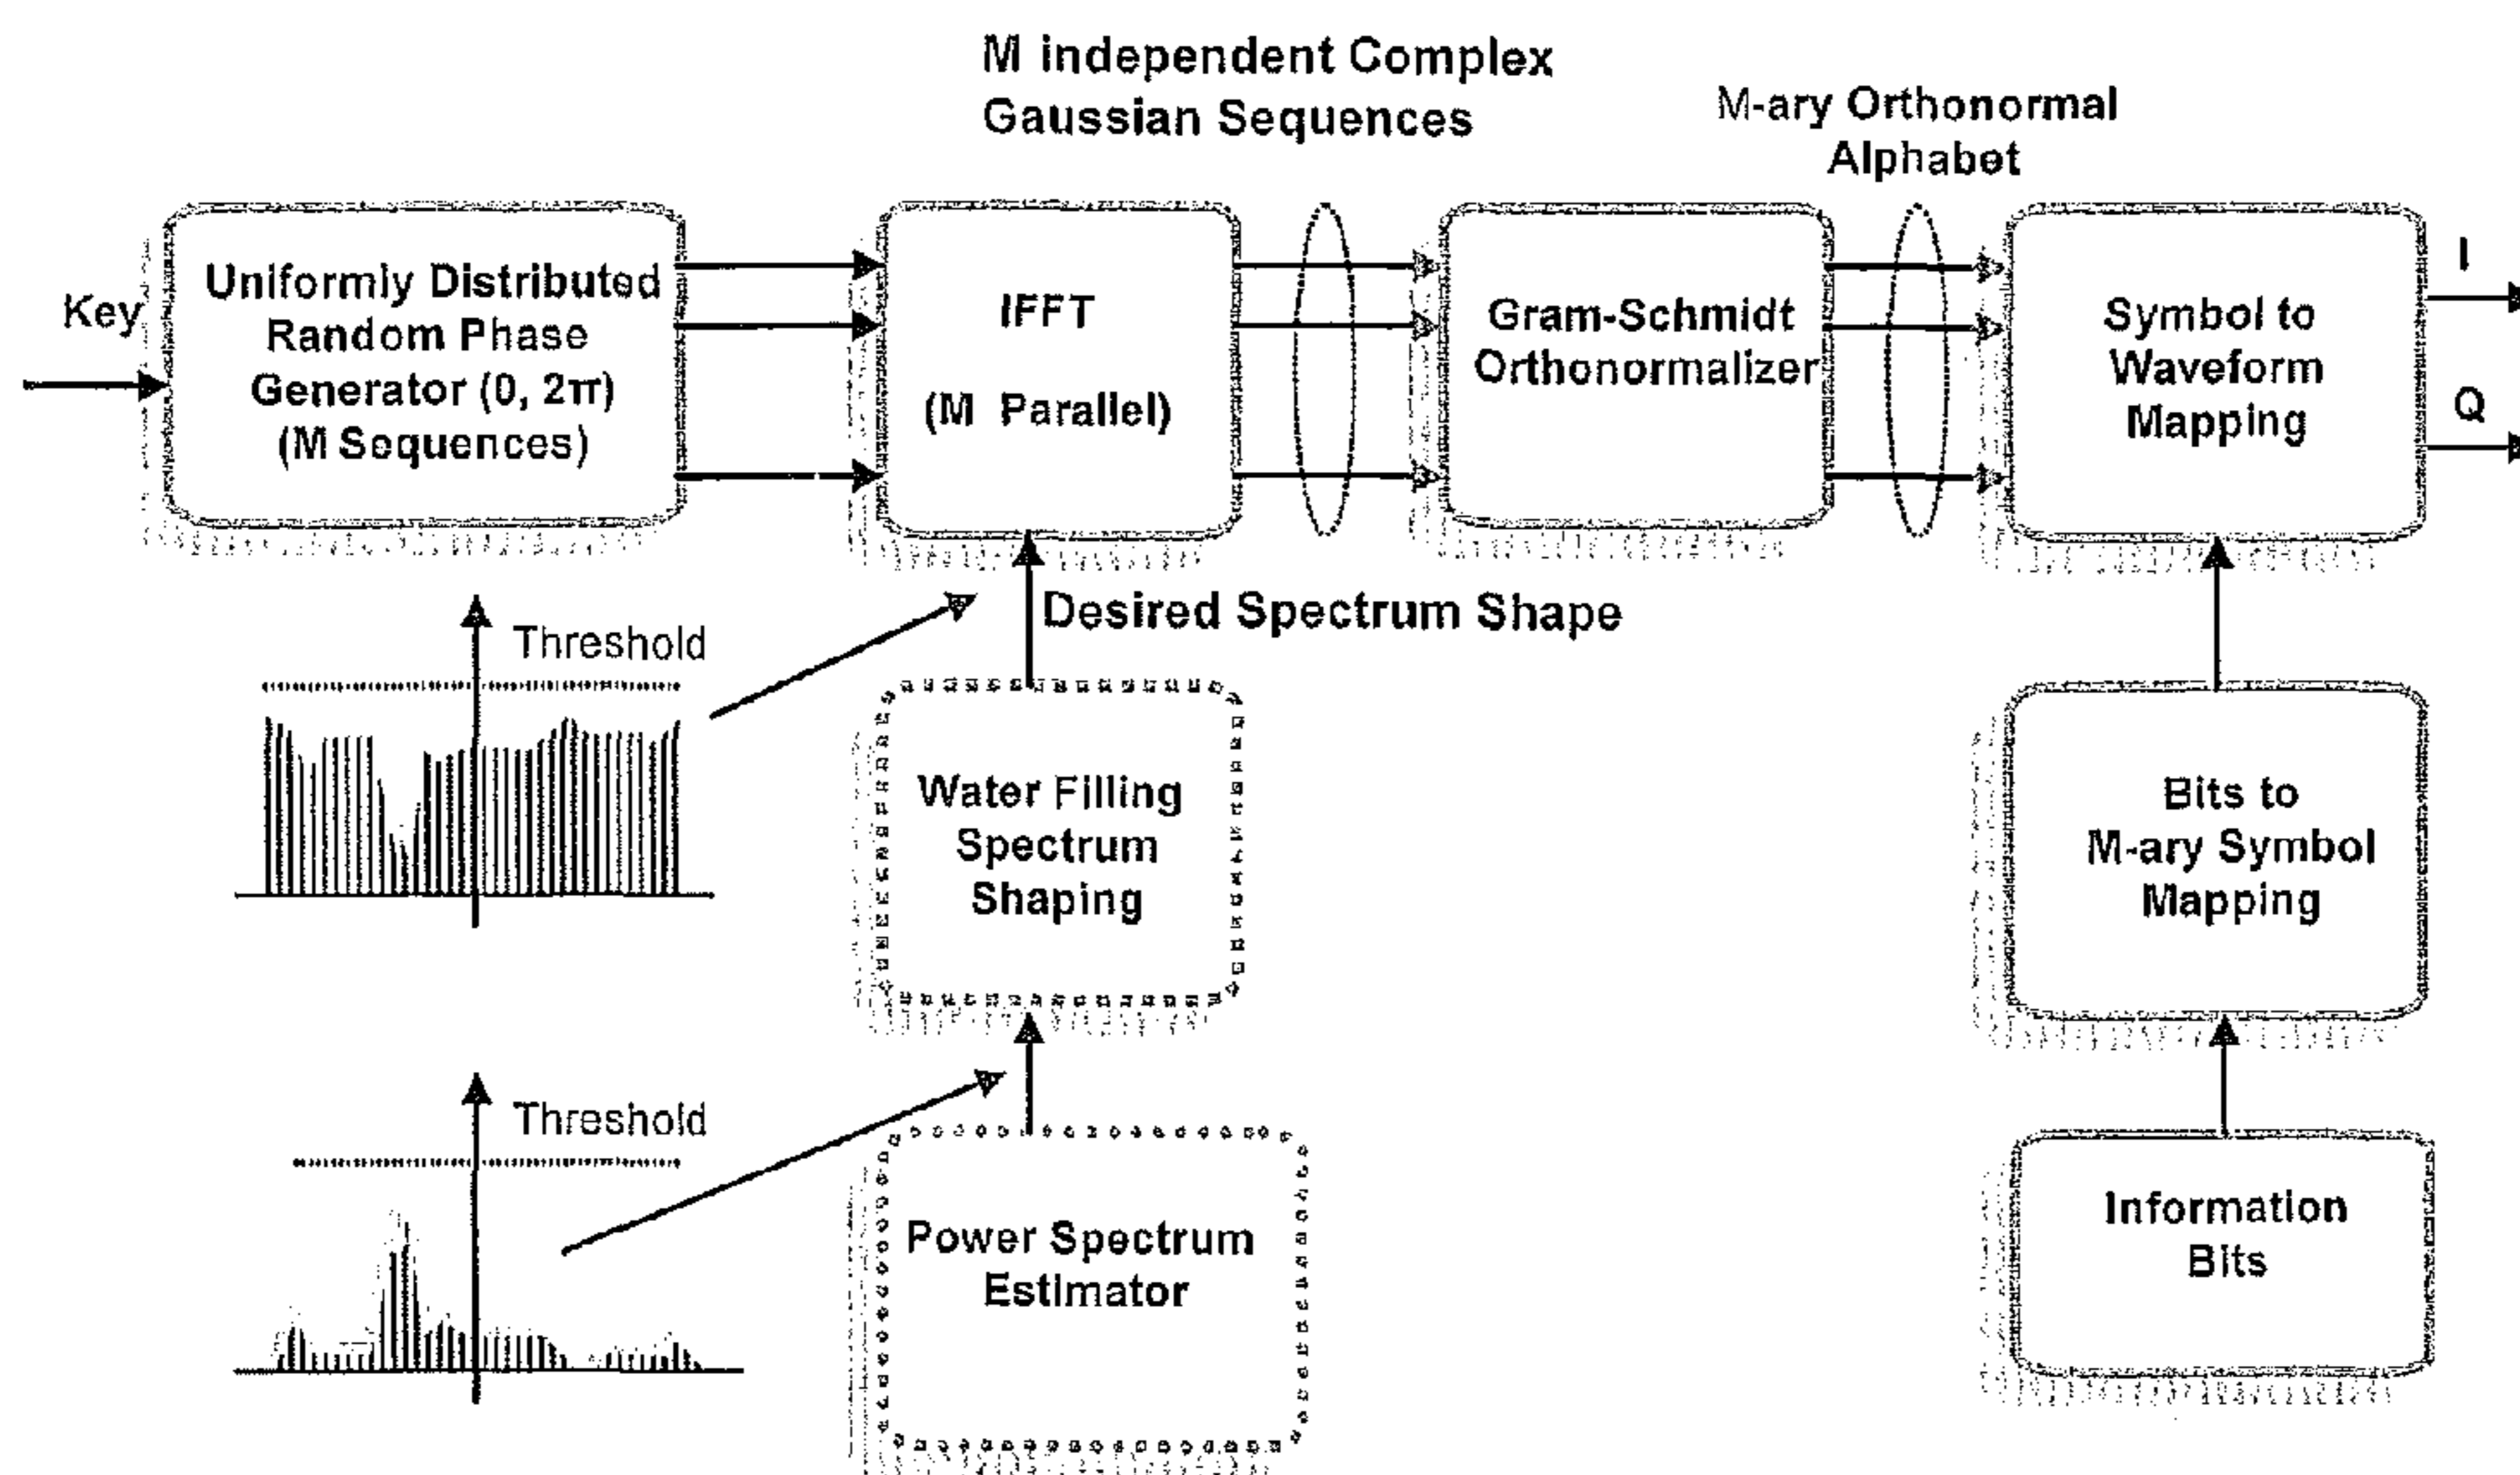 M independent Complex
Gaussian Sequences
M-ary Orthonormal
Alphabet
Key
Uniformly Distributed
Random Phase
Generator (0, 2π)
(M Sequences)
IFFT
(M Parallel)
Gram-Schmidt
Orthonormalizer
Symbol to
Waveform
Mapping
I
Q
Desired Spectrum Shape
Threshold
Water Filling
Spectrum
Shaping
Bits to
M-ary Symbol
Mapping
Threshold
Power Spectrum
Estimator
Information
Bits